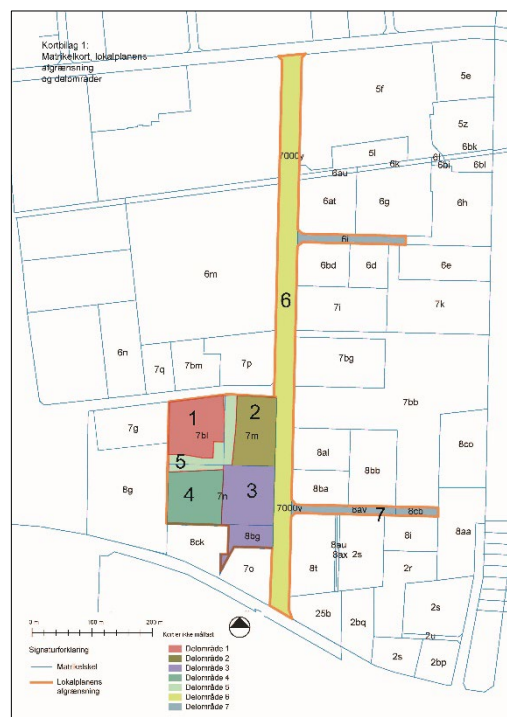 Kortbilag 1:
Matrikelkort, lokalplanens
afgrænsning
og delområder
5f
5e
7000y
5z
5l
6bk
6k
6l
6bi
6bl
6au
6at
6g
6h
6i
6m
6bd
6d
6e
6
7i
7k
6n
7q
7bm
7p
7bg
7bb
1
2
7g
7bl
7m
8al
8co
5
8bb
8g
4
7n
3
8ba
7000v
8av
8cb
7
8ck
8bg
8au
8ax
2s
8i
8aa
7o
8t
2r
25b
2bq
2s
2u
2s
2bp
0 m
100 m
200 m
Kort er ikke målfast
Signaturforklaring
Matrikelskel
Lokalplanens
afgrænsning
Delområde 1
Delområde 2
Delområde 3
Delområde 4
Delområde 5
Delområde 6
Delområde 7